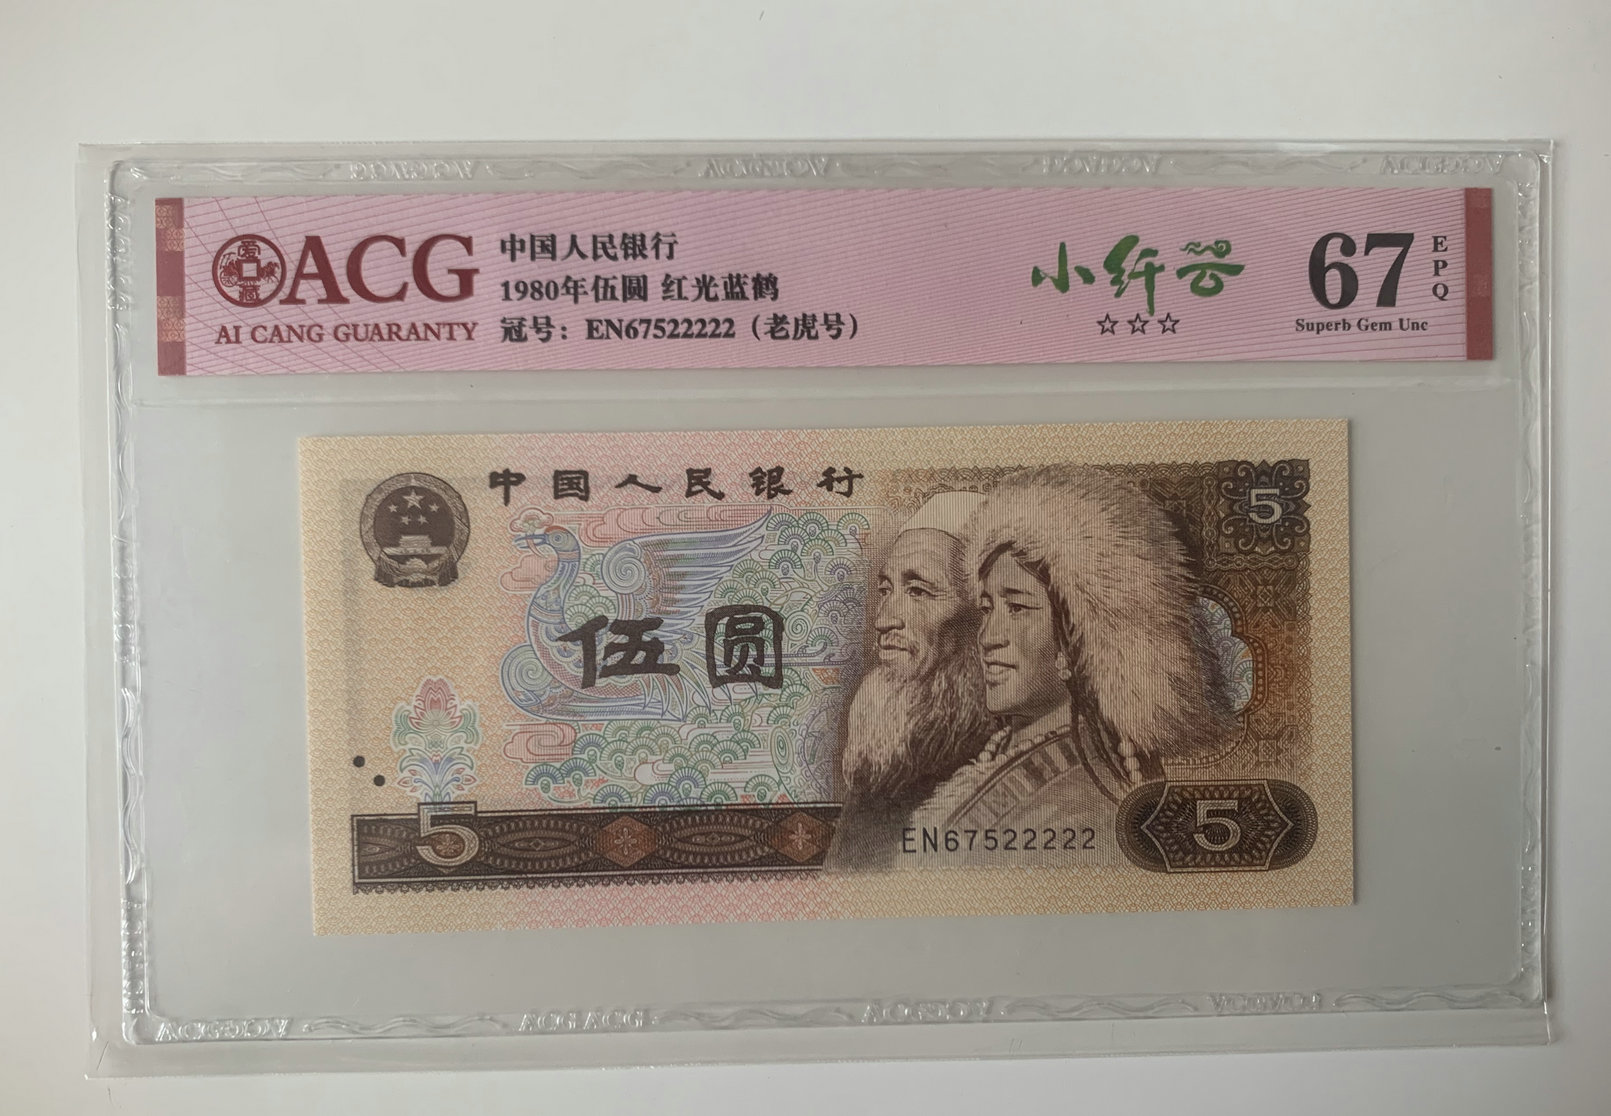 ACG
AI CANG GUARANTY
中国人民银行
1980年伍圆 红光蓝鹤
冠号：EN67522222（老虎号）
小纤云
☆☆☆
67
EPQ
Superb Gem Unc
中国人民银行
5
伍圆
5
EN67522222
5
ACG ACG